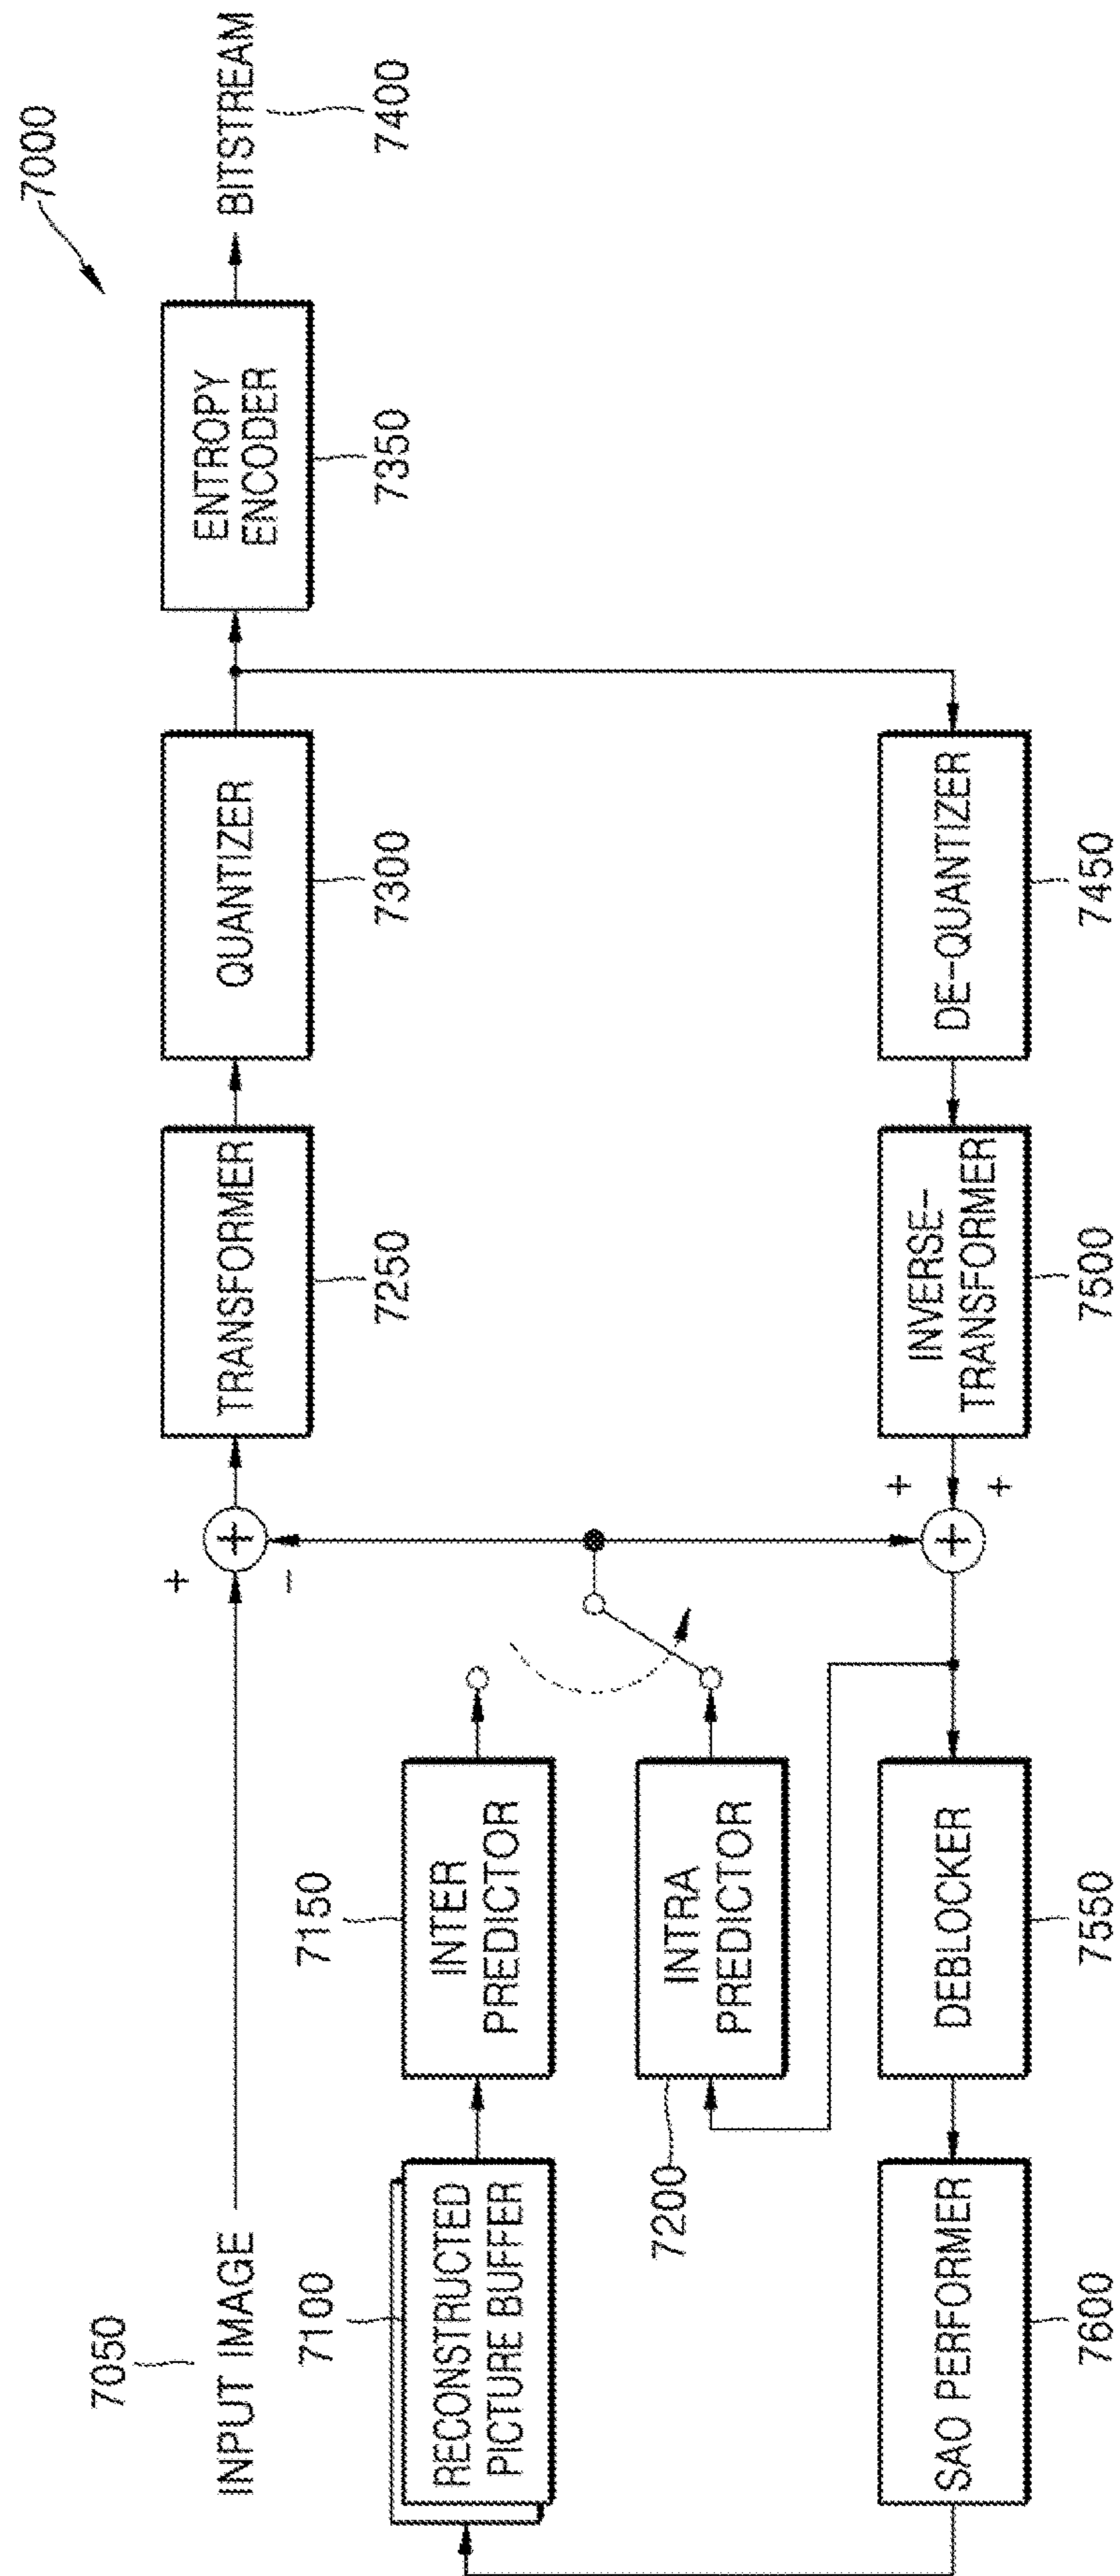 7000
7050
INPUT IMAGE
+
−
+
TRANSFORMER
7250
QUANTIZER
7300
ENTROPY
ENCODER
7350
BITSTREAM
7400
7100
RECONSTRUCTED
PICTURE BUFFER
7150
INTER
PREDICTOR
INTRA
PREDICTOR
7200
SAO PERFORMER
7600
DEBLOCKER
7550
+
+
+
INVERSE-
TRANSFORMER
7500
DE-QUANTIZER
7450